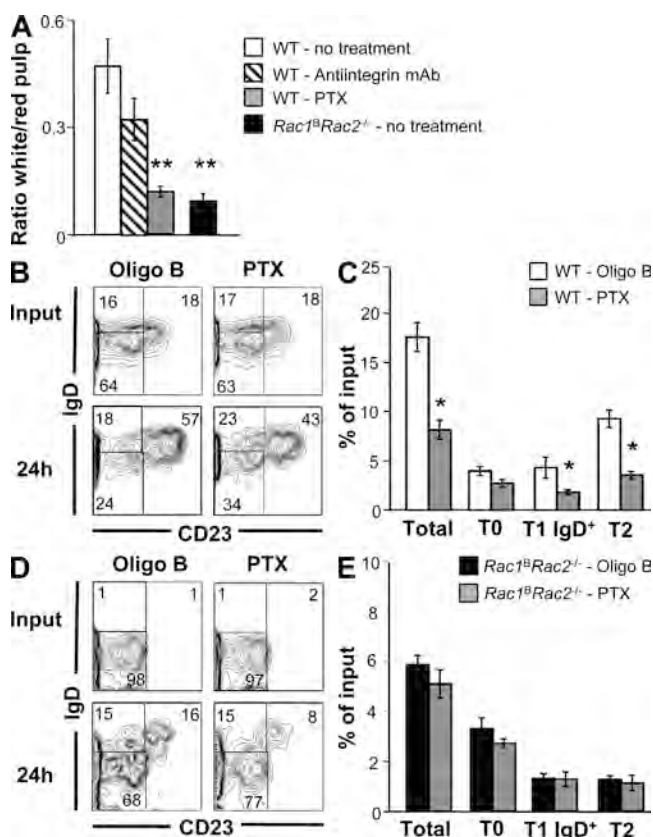 A
0.6
0.3
0
Ratio white/red pulp
WT - no treatment
WT - Antiintegrin mAb
WT - PTX
Rac1ᴮRac2⁻/⁻ - no treatment
** **
B
Oligo B PTX
Input
16 18 17 18
64 63
IgD
18 57 23 43
24h
24 34
CD23
C
25
20
15
10
5
0
% of input
WT - Oligo B
WT - PTX
*
*
*
Total T0 T1 IgD⁺ T2
D
Oligo B PTX
Input
1 1 1 2
98 97
IgD
15 16 15 8
24h
68 77
CD23
E
10
8
6
4
2
0
% of input
Rac1ᴮRac2⁻/⁻ - Oligo B
Rac1ᴮRac2⁻/⁻ - PTX
Total T0 T1 IgD⁺ T2